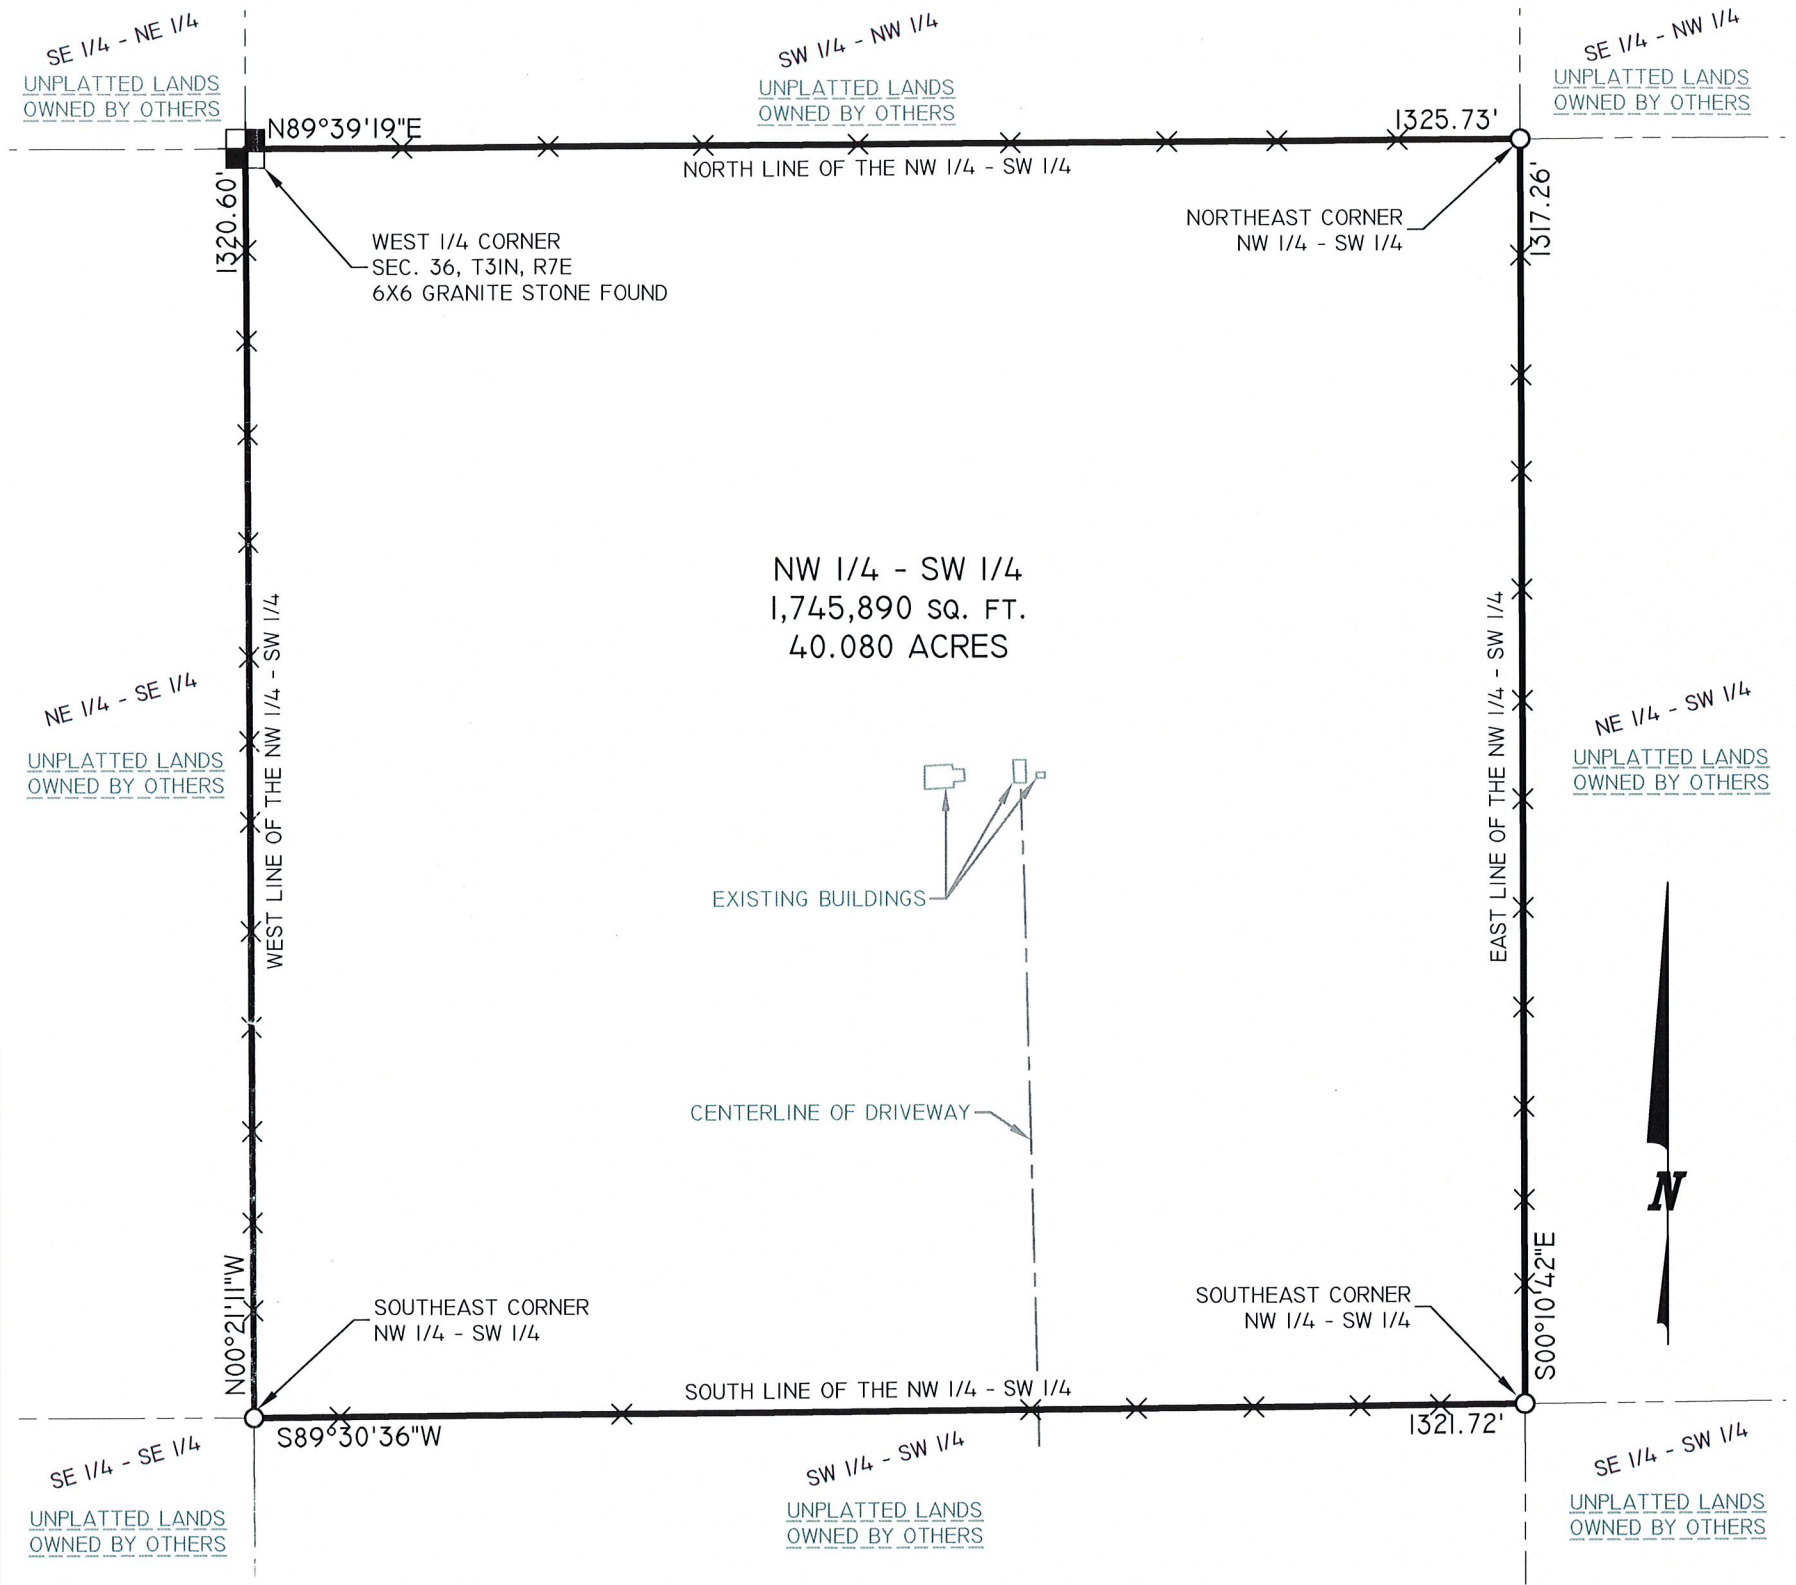 SE 1/4 - NE 1/4
UNPLATTED LANDS
OWNED BY OTHERS
SW 1/4 - NW 1/4
UNPLATTED LANDS
OWNED BY OTHERS
SE 1/4 - NW 1/4
UNPLATTED LANDS
OWNED BY OTHERS
N89°39'19"E
1325.73'
NORTH LINE OF THE NW 1/4 - SW 1/4
1320.60'
1317.26'
WEST 1/4 CORNER
SEC. 36, T31N, R7E
6X6 GRANITE STONE FOUND
NORTHEAST CORNER
NW 1/4 - SW 1/4
NW 1/4 - SW 1/4
1,745,890 SQ. FT.
40.080 ACRES
WEST LINE OF THE NW 1/4 - SW 1/4
EAST LINE OF THE NW 1/4 - SW 1/4
NE 1/4 - SE 1/4
UNPLATTED LANDS
OWNED BY OTHERS
NE 1/4 - SW 1/4
UNPLATTED LANDS
OWNED BY OTHERS
EXISTING BUILDINGS
CENTERLINE OF DRIVEWAY
N
N00°21'11"W
S00°10'42"E
SOUTHEAST CORNER
NW 1/4 - SW 1/4
SOUTHEAST CORNER
NW 1/4 - SW 1/4
SOUTH LINE OF THE NW 1/4 - SW 1/4
S89°30'36"W
1321.72'
SE 1/4 - SE 1/4
UNPLATTED LANDS
OWNED BY OTHERS
SW 1/4 - SW 1/4
UNPLATTED LANDS
OWNED BY OTHERS
SE 1/4 - SW 1/4
UNPLATTED LANDS
OWNED BY OTHERS